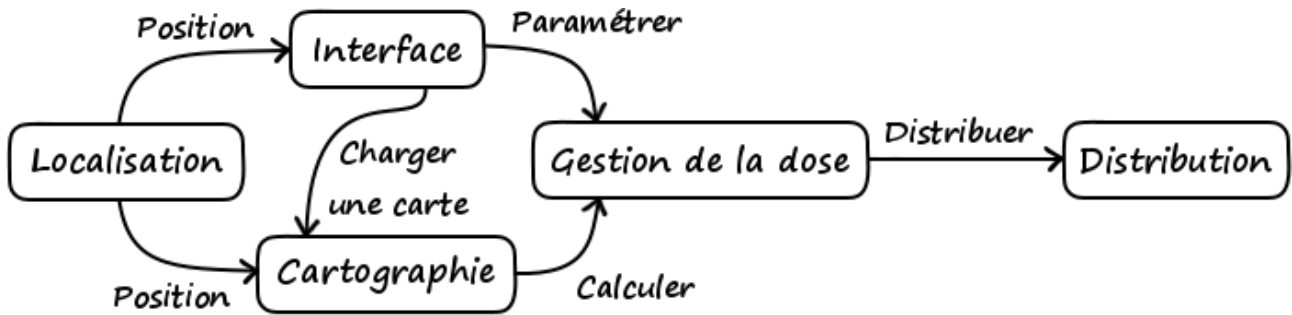 Position
Interface
Paramétrer
Localisation
Charger
une carte
Gestion de la dose
Distribuer
Distribution
Position
Cartographie
Calculer